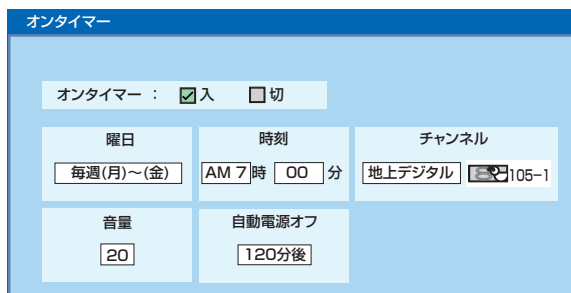 オンタイマー
オンタイマー : 入 切
曜日
毎週(月)~(金)
時刻
AM 7 時 00 分
チャンネル
地上デジタル 105-1
音量
20
自動電源オフ
120分後